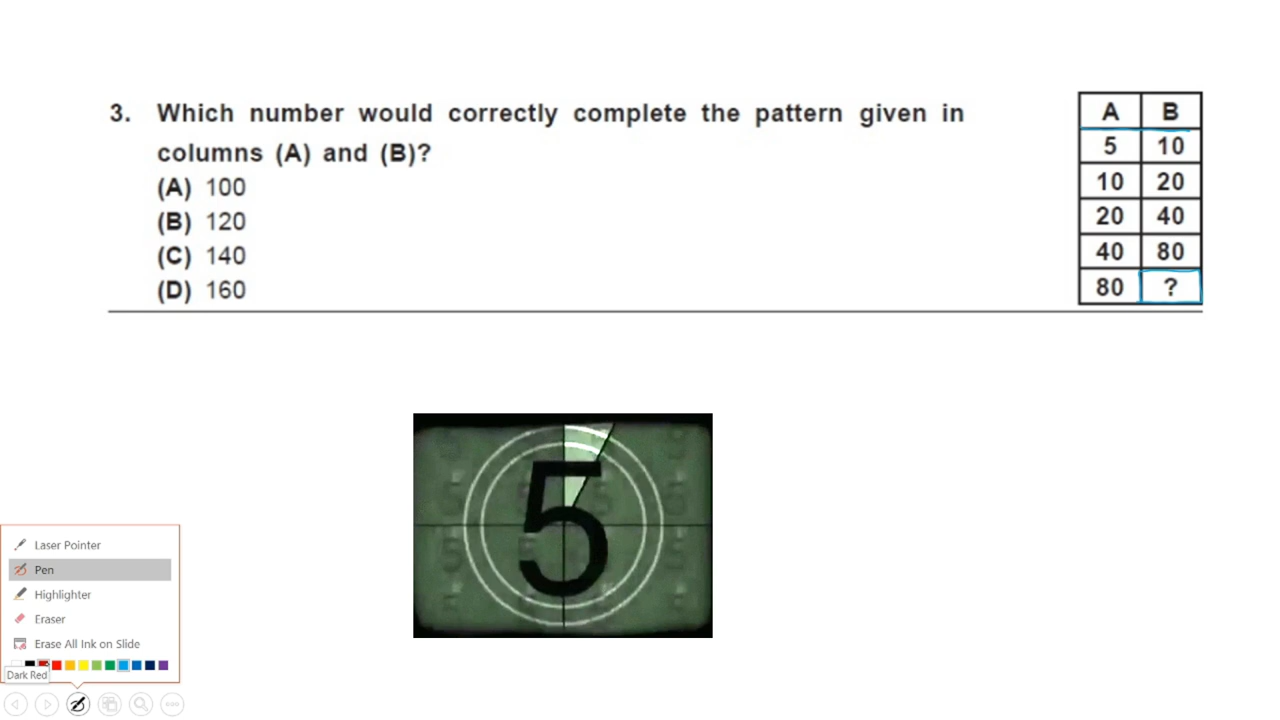 3. Which number would correctly complete the pattern given in
columns (A) and (B)?
(A) 100
(B) 120
(C) 140
(D) 160
A B
5 10
10 20
20 40
40 80
80 ?
5
Laser Pointer
Pen
Highlighter
Eraser
Erase All Ink on Slide
Dark Red